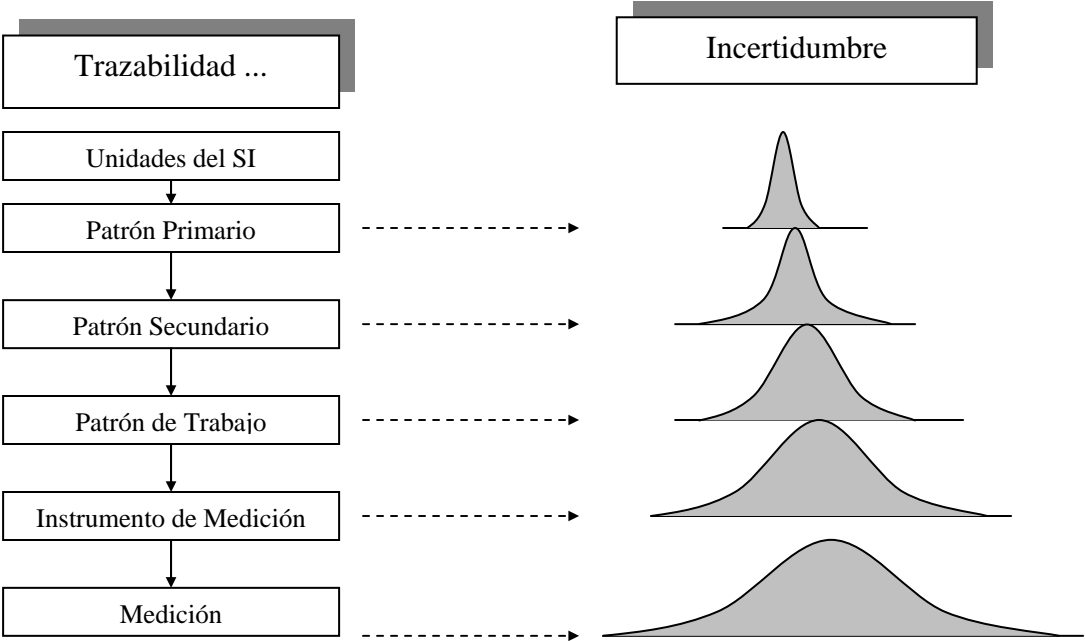 Trazabilidad ...
Incertidumbre
Unidades del SI
Patrón Primario
Patrón Secundario
Patrón de Trabajo
Instrumento de Medición
Medición